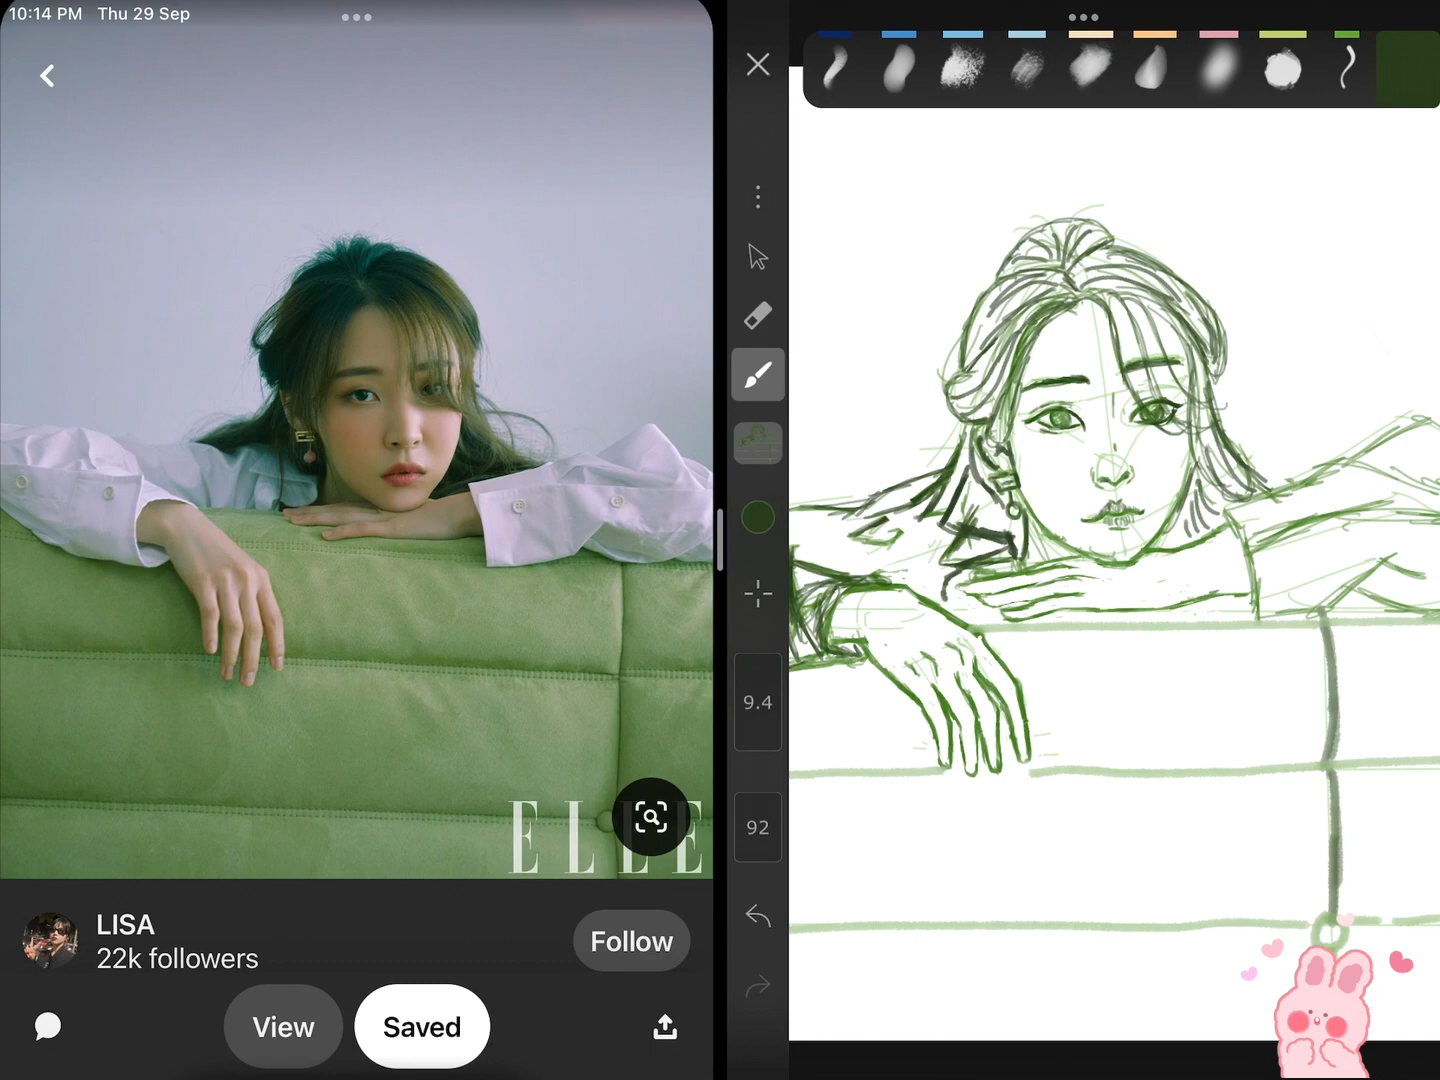 10:14 PM Thu 29 Sep
ELLE
LISA
22k followers
Follow
View
Saved
9.4
92